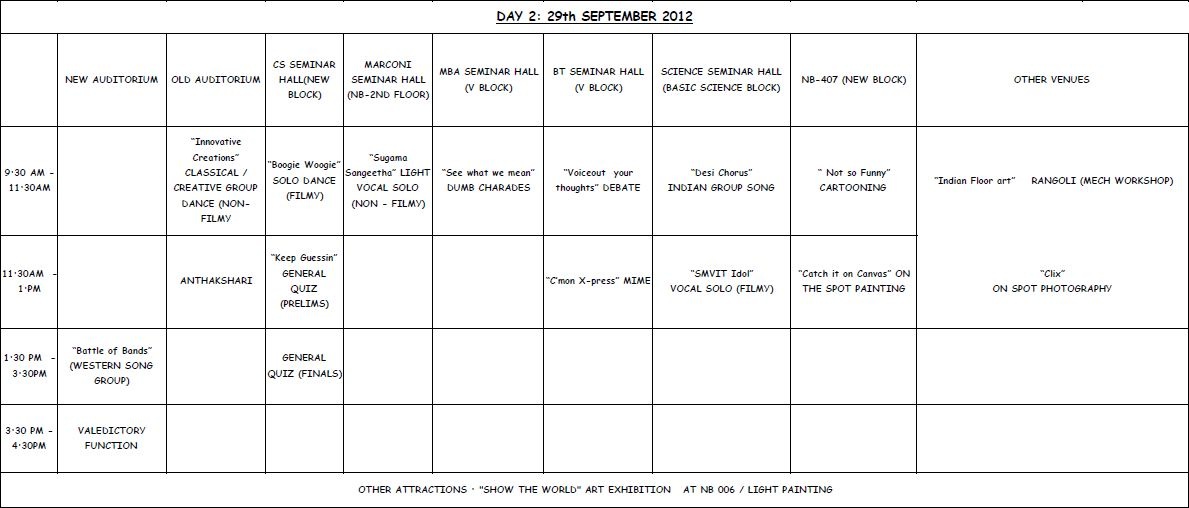 DAY 2: 29th SEPTEMBER 2012
NEW AUDITORIUM
OLD AUDITORIUM
CS SEMINAR
HALL(NEW
BLOCK)
MARCONI
SEMINAR HALL
(NB-2ND FLOOR)
MBA SEMINAR HALL
(V BLOCK)
BT SEMINAR HALL
(V BLOCK)
SCIENCE SEMINAR HALL
(BASIC SCIENCE BLOCK)
NB-407 (NEW BLOCK)
OTHER VENUES
9·30 AM -
11·30AM
"Innovative
Creations"
CLASSICAL /
CREATIVE GROUP
DANCE (NON-
FILMY
"Boogie Woogie"
SOLO DANCE
(FILMY)
"Sugama
Sangeetha" LIGHT
VOCAL SOLO
(NON - FILMY)
"See what we mean"
DUMB CHARADES
"Voiceout your
thoughts" DEBATE
"Desi Chorus"
INDIAN GROUP SONG
" Not so Funny"
CARTOONING
"Indian Floor art" RANGOLI (MECH WORKSHOP)
11·30AM -
1·PM
ANTHAKSHARI
"Keep Guessin"
GENERAL
QUIZ
(PRELIMS)
"C'mon X-press" MIME
"SMVIT Idol"
VOCAL SOLO (FILMY)
"Catch it on Canvas" ON
THE SPOT PAINTING
"Clix"
ON SPOT PHOTOGRAPHY
1·30 PM -
3·30PM
"Battle of Bands"
(WESTERN SONG
GROUP)
GENERAL
QUIZ (FINALS)
3·30 PM -
4·30PM
VALEDICTORY
FUNCTION
OTHER ATTRACTIONS · "SHOW THE WORLD" ART EXHIBITION AT NB 006 / LIGHT PAINTING